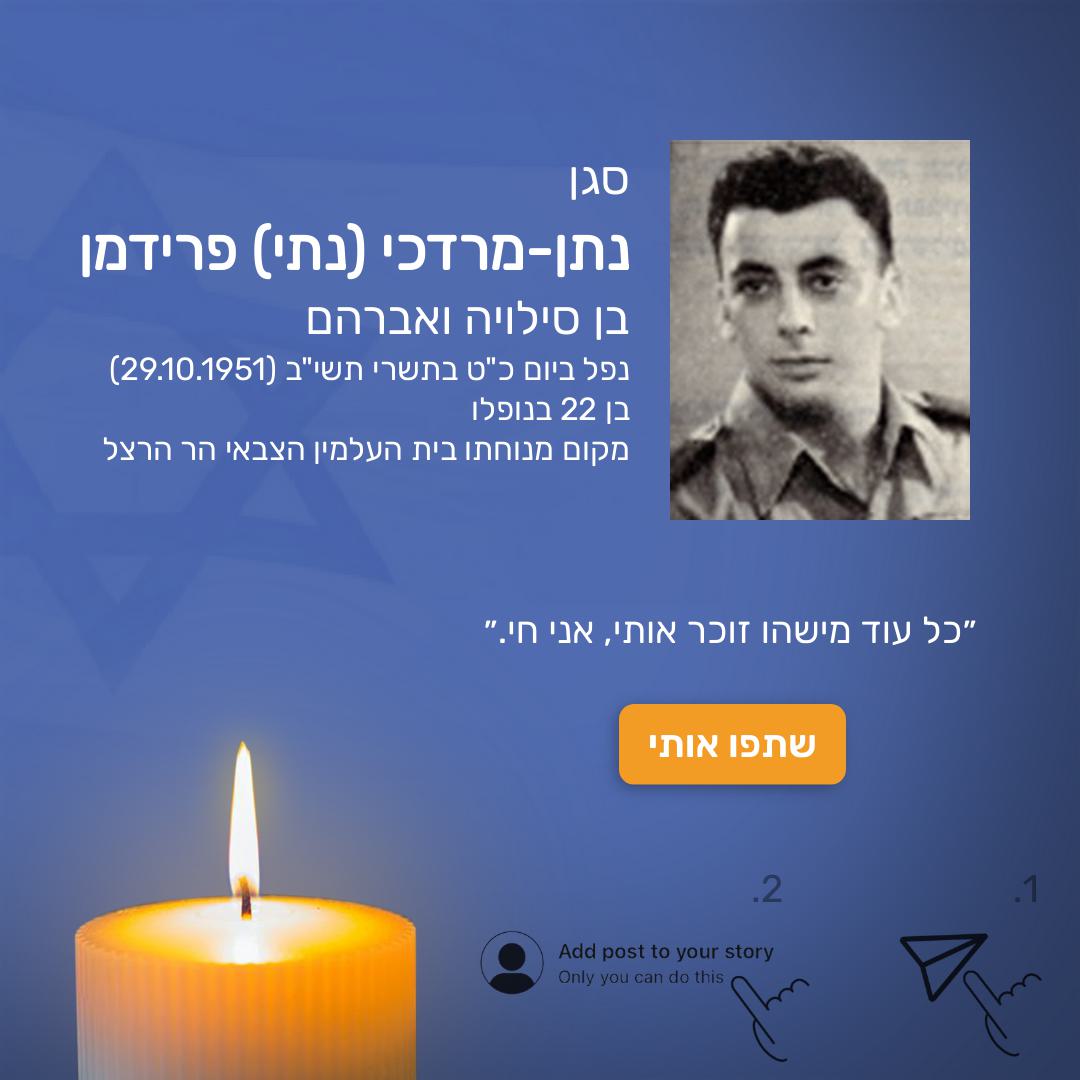 סגן
נתן-מרדכי (נתי) פרידמן
בן סילויה ואברהם
נפל ביום כ"ט בתשרי תשי"ב (29.10.1951)
בן 22 בנופלו
מקום מנוחתו בית העלמין הצבאי הר הרצל
״כל עוד מישהו זוכר אותי, אני חי.״
שתפו אותי
1.
2.
Add post to your story
Only you can do this